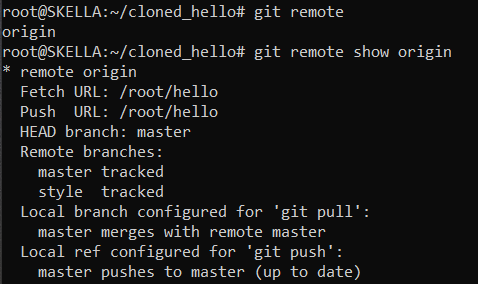 root@SKELLA:~/cloned_hello# git remote
origin
root@SKELLA:~/cloned_hello# git remote show origin
* remote origin
  Fetch URL: /root/hello
  Push  URL: /root/hello
  HEAD branch: master
  Remote branches:
    master tracked
    style  tracked
  Local branch configured for 'git pull':
    master merges with remote master
  Local ref configured for 'git push':
    master pushes to master (up to date)